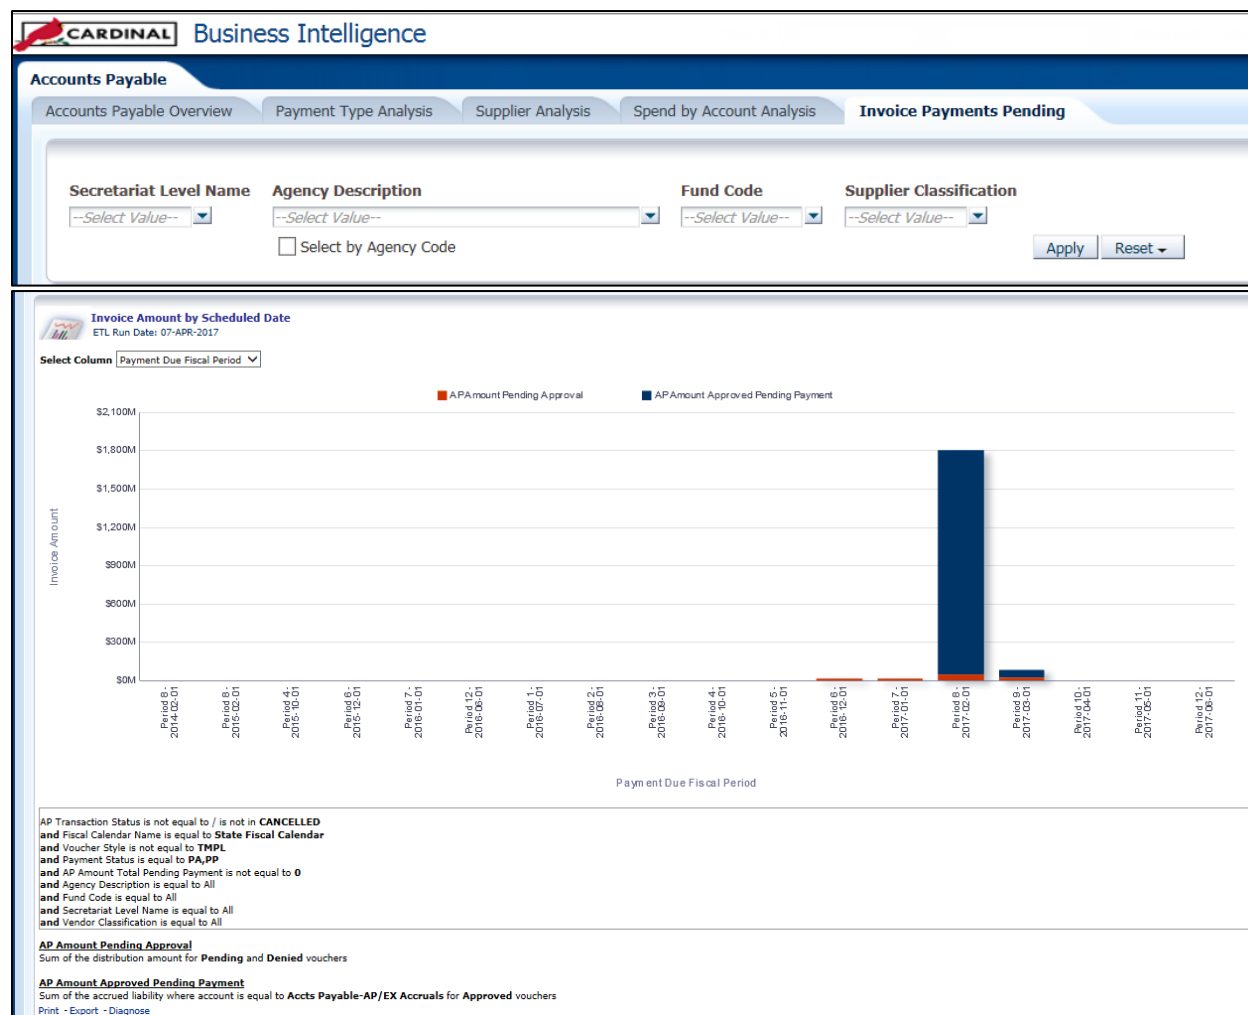 CARDINAL Business Intelligence
Accounts Payable
Accounts Payable Overview Payment Type Analysis Supplier Analysis Spend by Account Analysis Invoice Payments Pending
Secretariat Level Name Agency Description Fund Code Supplier Classification
--Select Value-- --Select Value-- --Select Value-- --Select Value--
Select by Agency Code
Apply Reset
Invoice Amount by Scheduled Date
ETL Run Date: 07-APR-2017
Select Column Payment Due Fiscal Period
AP Amount Pending Approval AP Amount Approved Pending Payment
$2,100M
$1,800M
$1,500M
$1,200M
$900M
$600M
$300M
$0M
Invoice Amount
Period 8 -
2014-02-01
Period 8 -
2015-02-01
Period 4 -
2015-10-01
Period 6 -
2015-12-01
Period 7 -
2016-01-01
Period 12 -
2016-06-01
Period 1 -
2016-07-01
Period 2 -
2016-08-01
Period 3 -
2016-09-01
Period 4 -
2016-10-01
Period 5 -
2016-11-01
Period 6 -
2016-12-01
Period 7 -
2017-01-01
Period 8 -
2017-02-01
Period 9 -
2017-03-01
Period 10 -
2017-04-01
Period 11 -
2017-05-01
Period 12 -
2017-06-01
Payment Due Fiscal Period
AP Transaction Status is not equal to / is not in CANCELLED
and Fiscal Calendar Name is equal to State Fiscal Calendar
and Voucher Style is not equal to TMPL
and Payment Status is equal to PA,PP
and AP Amount Total Pending Payment is not equal to 0
and Agency Description is equal to All
and Fund Code is equal to All
and Secretariat Level Name is equal to All
and Vendor Classification is equal to All
AP Amount Pending Approval
Sum of the distribution amount for Pending and Denied vouchers
AP Amount Approved Pending Payment
Sum of the accrued liability where account is equal to Accts Payable-AP/EX Accruals for Approved vouchers
Print - Export - Diagnose